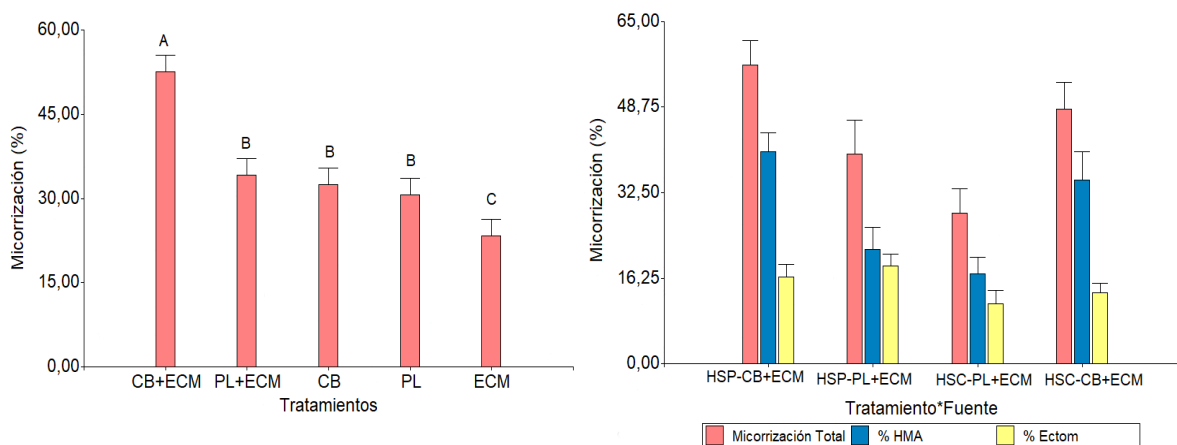 Micorrización (%)
60,00
45,00
30,00
15,00
0,00
A
B
B
B
C
CB+ECM
PL+ECM
CB
PL
ECM
Tratamientos
Micorrización (%)
65,00
48,75
32,50
16,25
0,00
HSP-CB+ECM
HSP-PL+ECM
HSC-PL+ECM
HSC-CB+ECM
Tratamiento*Fuente
Micorrización Total
% HMA
% Ectom